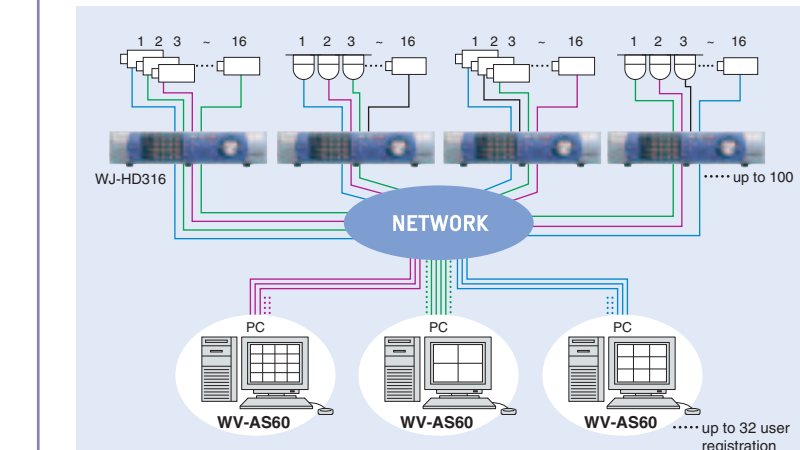 1 2 3 ~ 16
1 2 3 ~ 16
1 2 3 ~ 16
1 2 3 ~ 16
WJ-HD316
up to 100
NETWORK
PC
PC
PC
WV-AS60
WV-AS60
WV-AS60
up to 32 user
registration